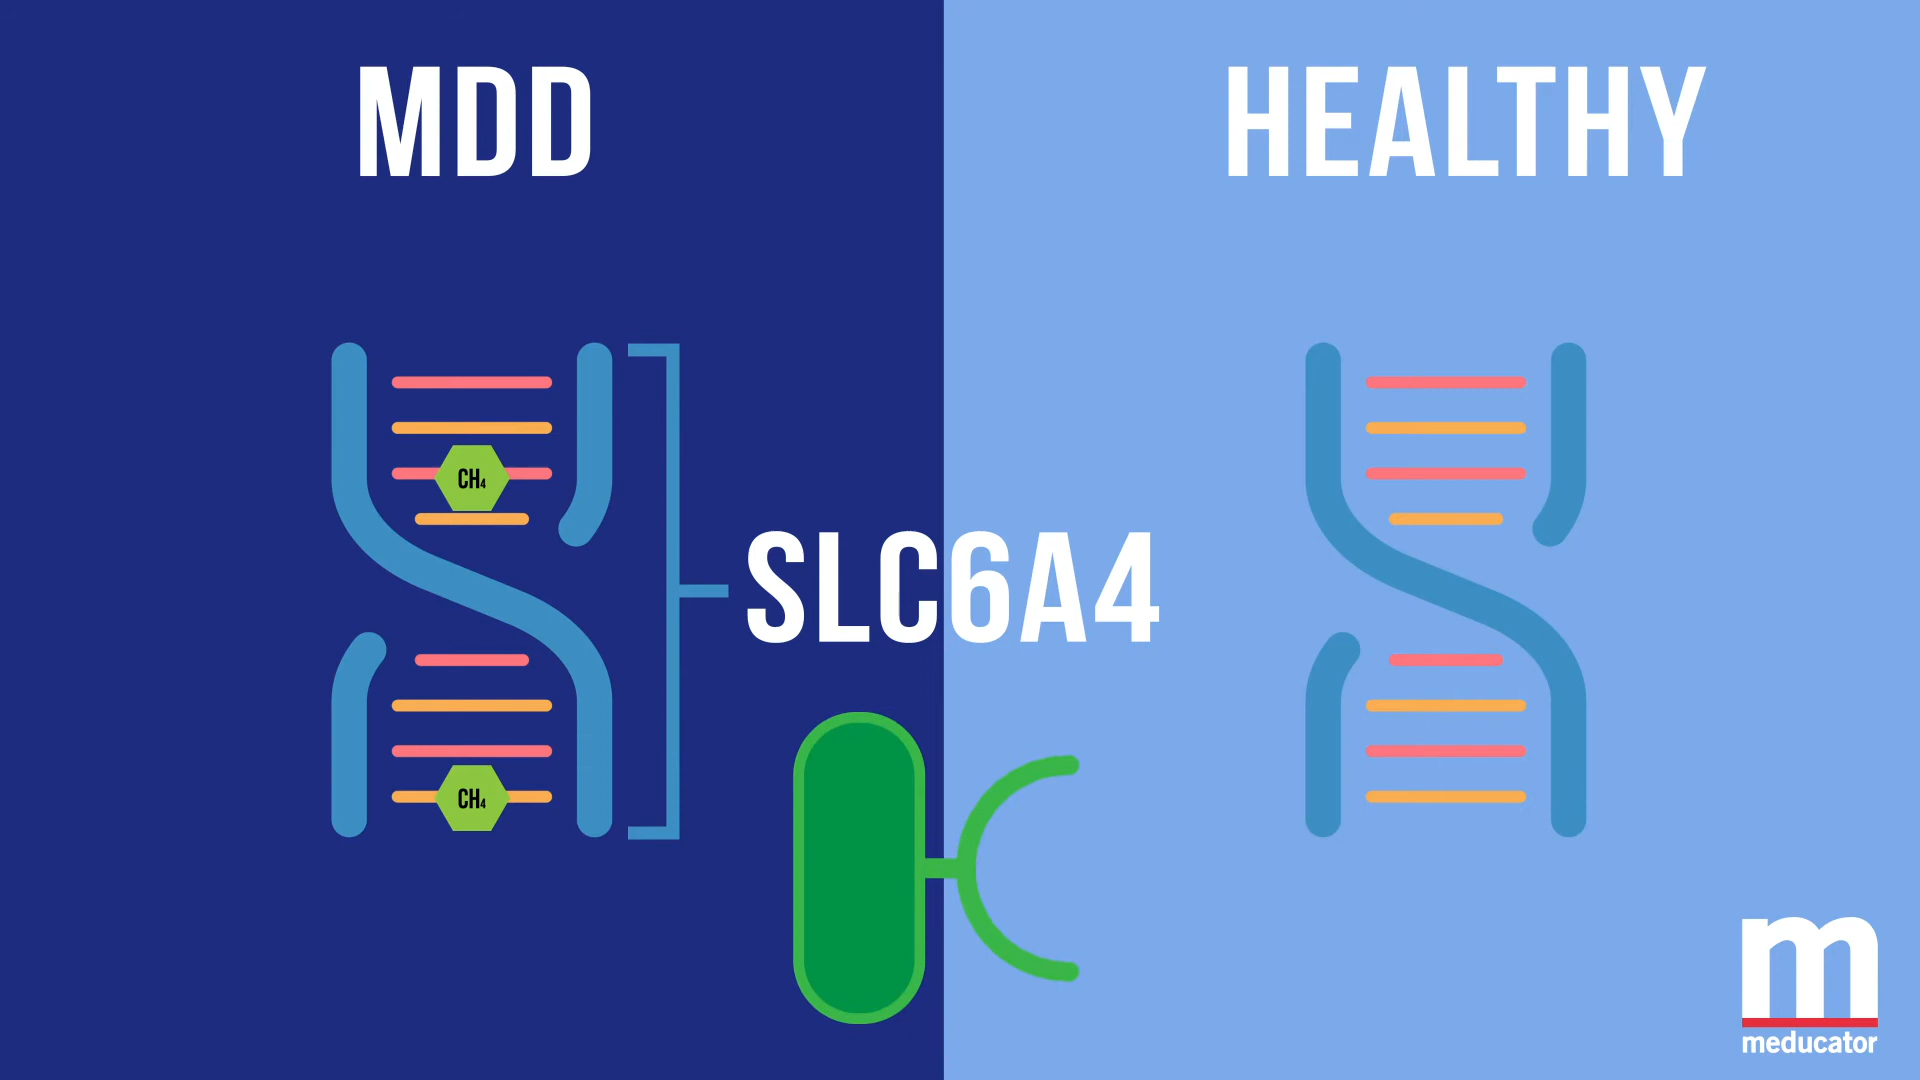 MDD
HEALTHY
CH₄
SLC6A4
CH₄
m
meducator